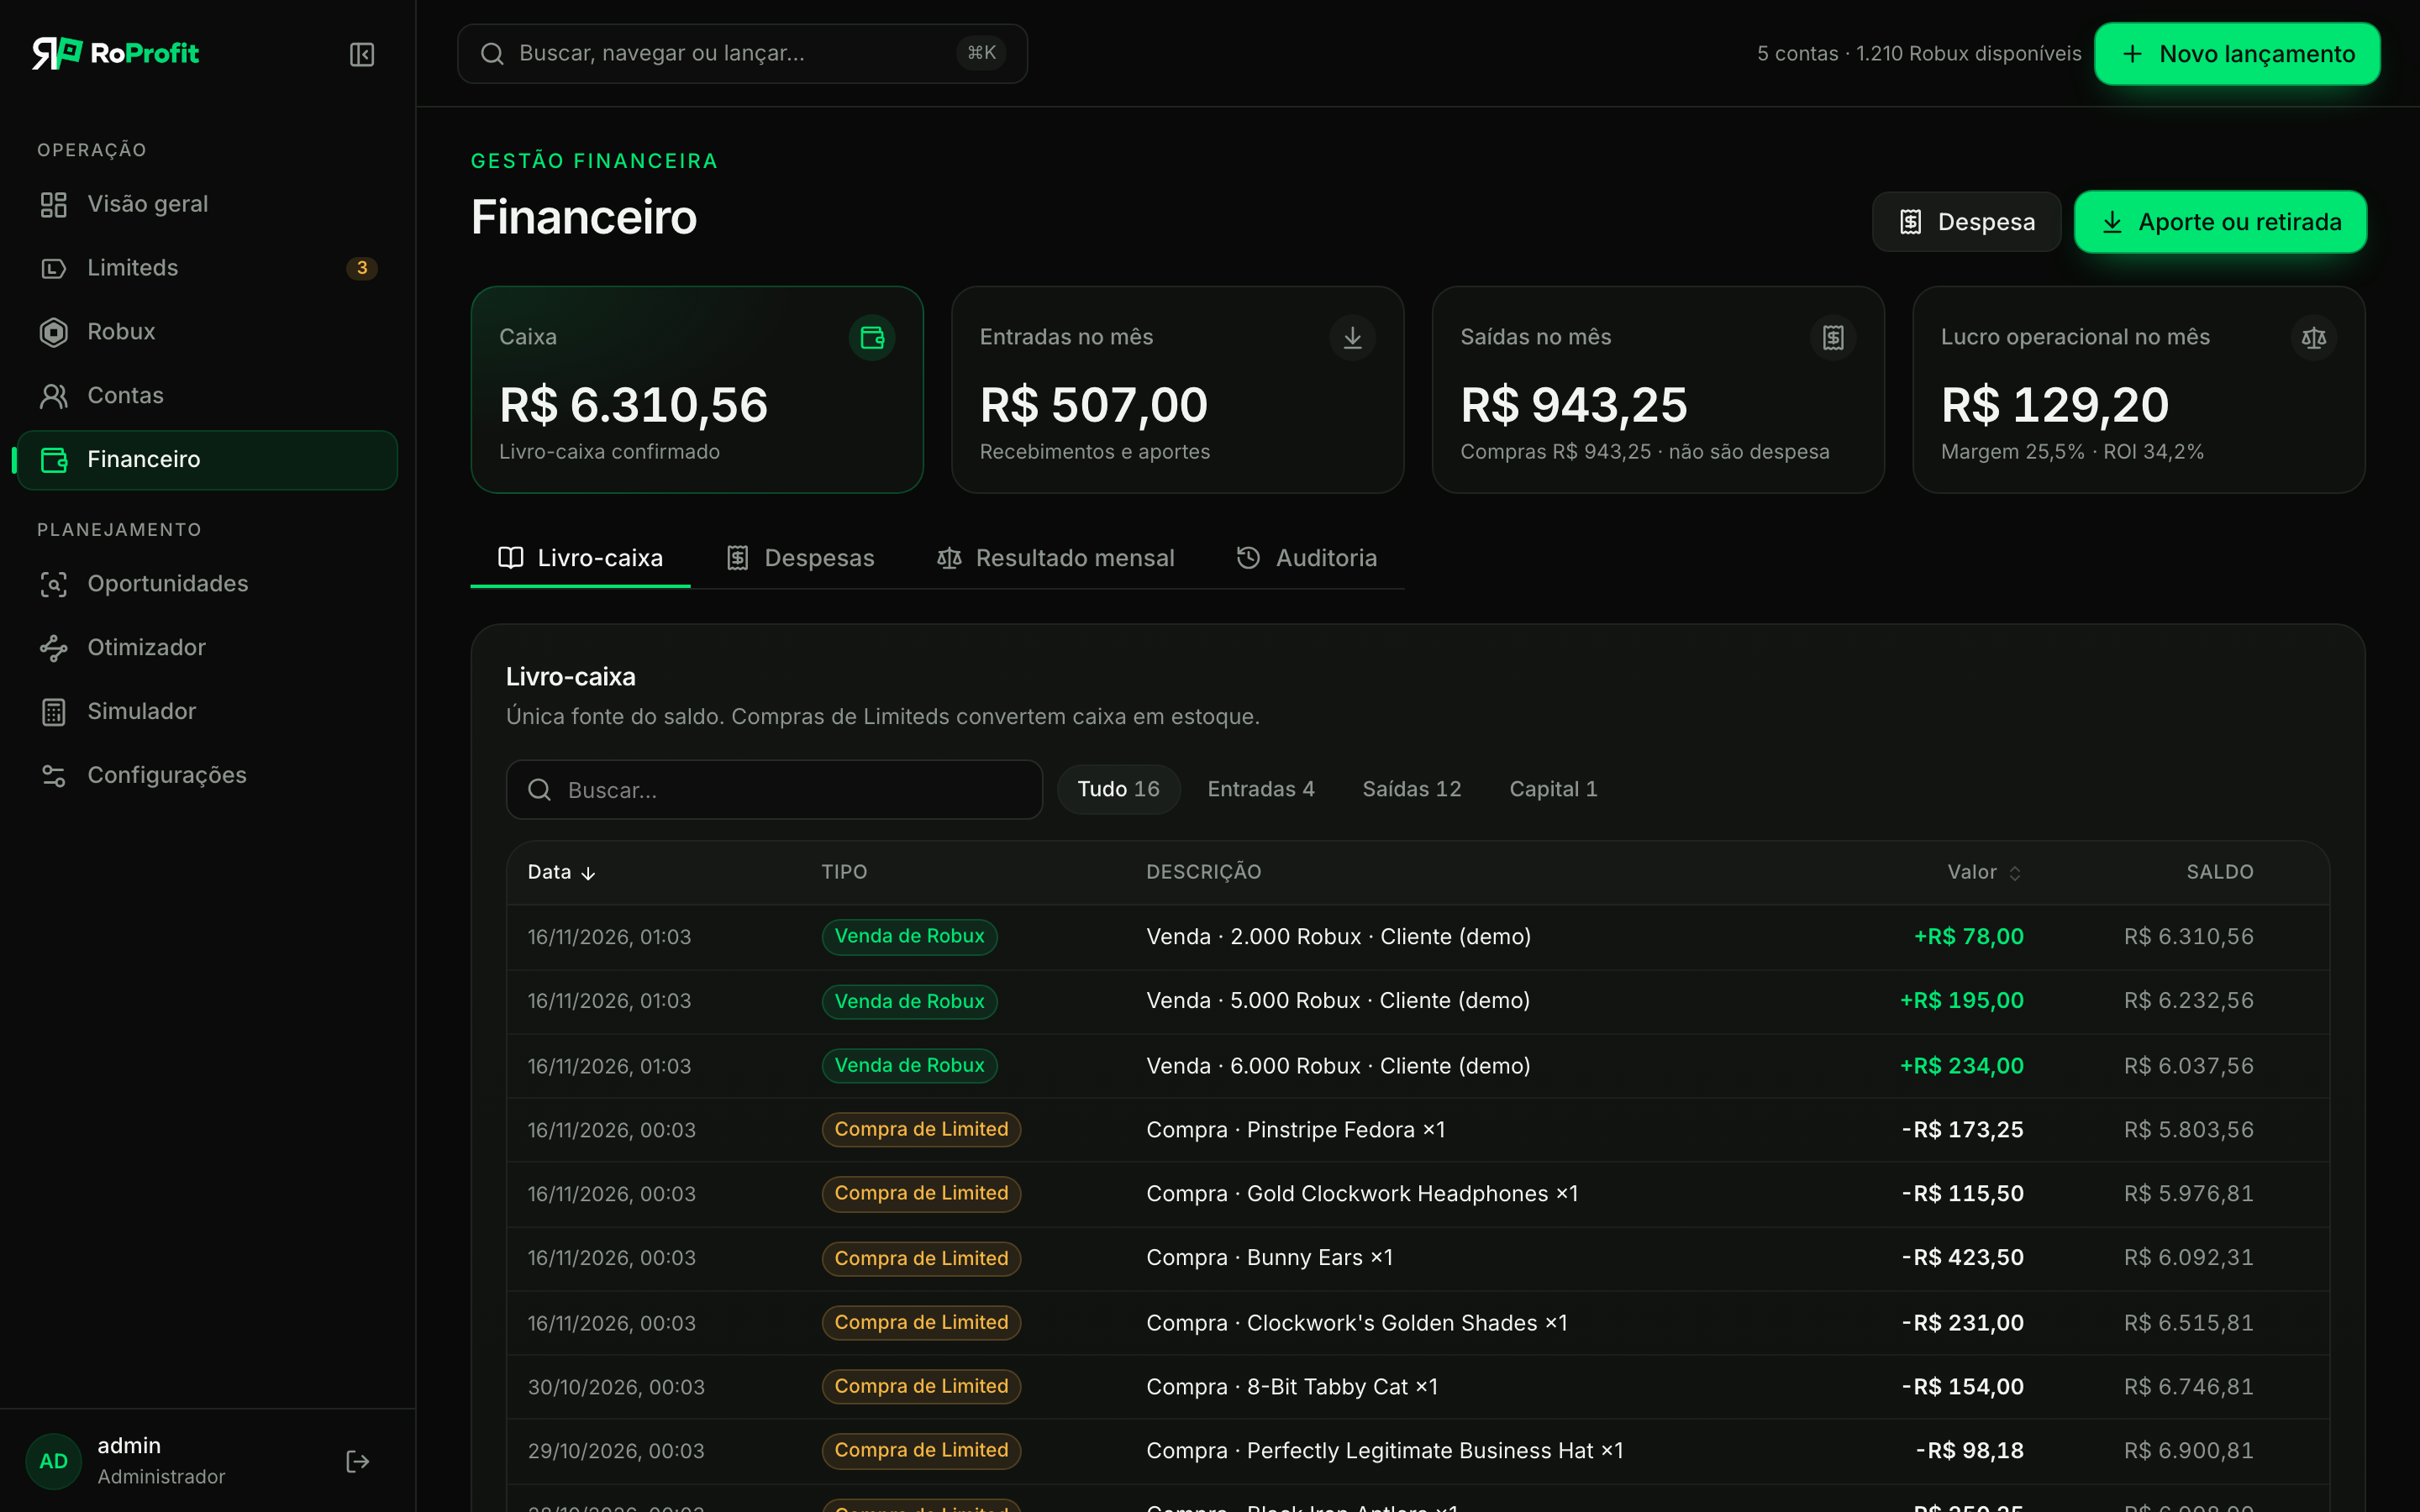 RoProfit
Buscar, navegar ou lançar...
⌘K
5 contas · 1.210 Robux disponíveis
Novo lançamento
OPERAÇÃO
Visão geral
Limiteds
3
Robux
Contas
Financeiro
PLANEJAMENTO
Oportunidades
Otimizador
Simulador
Configurações
AD
admin
Administrador
GESTÃO FINANCEIRA
Financeiro
Despesa
Aporte ou retirada
Caixa
R$ 6.310,56
Livro-caixa confirmado
Entradas no mês
R$ 507,00
Recebimentos e aportes
Saídas no mês
R$ 943,25
Compras R$ 943,25 · não são despesa
Lucro operacional no mês
R$ 129,20
Margem 25,5% · ROI 34,2%
Livro-caixa
Despesas
Resultado mensal
Auditoria
Livro-caixa
Única fonte do saldo. Compras de Limiteds convertem caixa em estoque.
Buscar...
Tudo 16
Entradas 4
Saídas 12
Capital 1
Data TIPO DESCRIÇÃO Valor SALDO
16/11/2026, 01:03 Venda de Robux Venda · 2.000 Robux · Cliente (demo) +R$ 78,00 R$ 6.310,56
16/11/2026, 01:03 Venda de Robux Venda · 5.000 Robux · Cliente (demo) +R$ 195,00 R$ 6.232,56
16/11/2026, 01:03 Venda de Robux Venda · 6.000 Robux · Cliente (demo) +R$ 234,00 R$ 6.037,56
16/11/2026, 00:03 Compra de Limited Compra · Pinstripe Fedora ×1 -R$ 173,25 R$ 5.803,56
16/11/2026, 00:03 Compra de Limited Compra · Gold Clockwork Headphones ×1 -R$ 115,50 R$ 5.976,81
16/11/2026, 00:03 Compra de Limited Compra · Bunny Ears ×1 -R$ 423,50 R$ 6.092,31
16/11/2026, 00:03 Compra de Limited Compra · Clockwork's Golden Shades ×1 -R$ 231,00 R$ 6.515,81
30/10/2026, 00:03 Compra de Limited Compra · 8-Bit Tabby Cat ×1 -R$ 154,00 R$ 6.746,81
29/10/2026, 00:03 Compra de Limited Compra · Perfectly Legitimate Business Hat ×1 -R$ 98,18 R$ 6.900,81